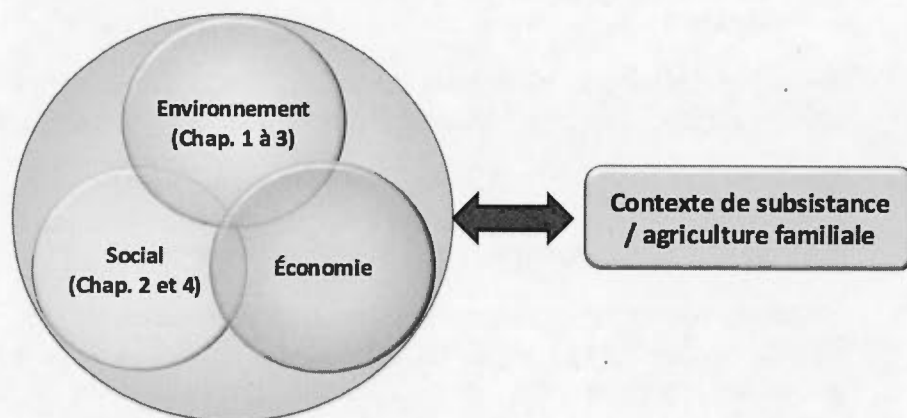 Environnement
(Chap. 1 à 3)
Social
(Chap. 2 et 4)
Économie
Contexte de subsistance
/ agriculture familiale